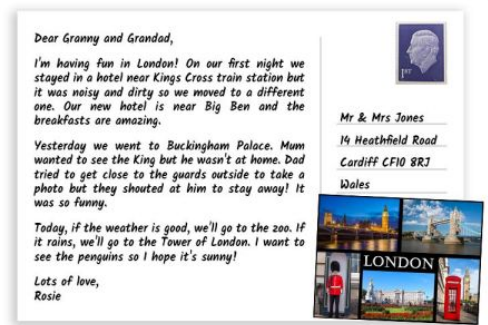 Dear Granny and Grandad,
I'm having fun in London! On our first night we
stayed in a hotel near Kings Cross train station but
it was noisy and dirty so we moved to a different
one. Our new hotel is near Big Ben and the
breakfasts are amazing.
Yesterday we went to Buckingham Palace. Mum
wanted to see the King but he wasn't at home. Dad
tried to get close to the guards outside to take a
photo but they shouted at him to stay away! It
was so funny.
Today, if the weather is good, we'll go to the zoo. If
it rains, we'll go to the Tower of London. I want to
see the penguins so I hope it's sunny!
Lots of love,
Rosie
1ST
Mr & Mrs Jones
14 Heathfield Road
Cardiff CF10 8RJ
Wales
LONDON